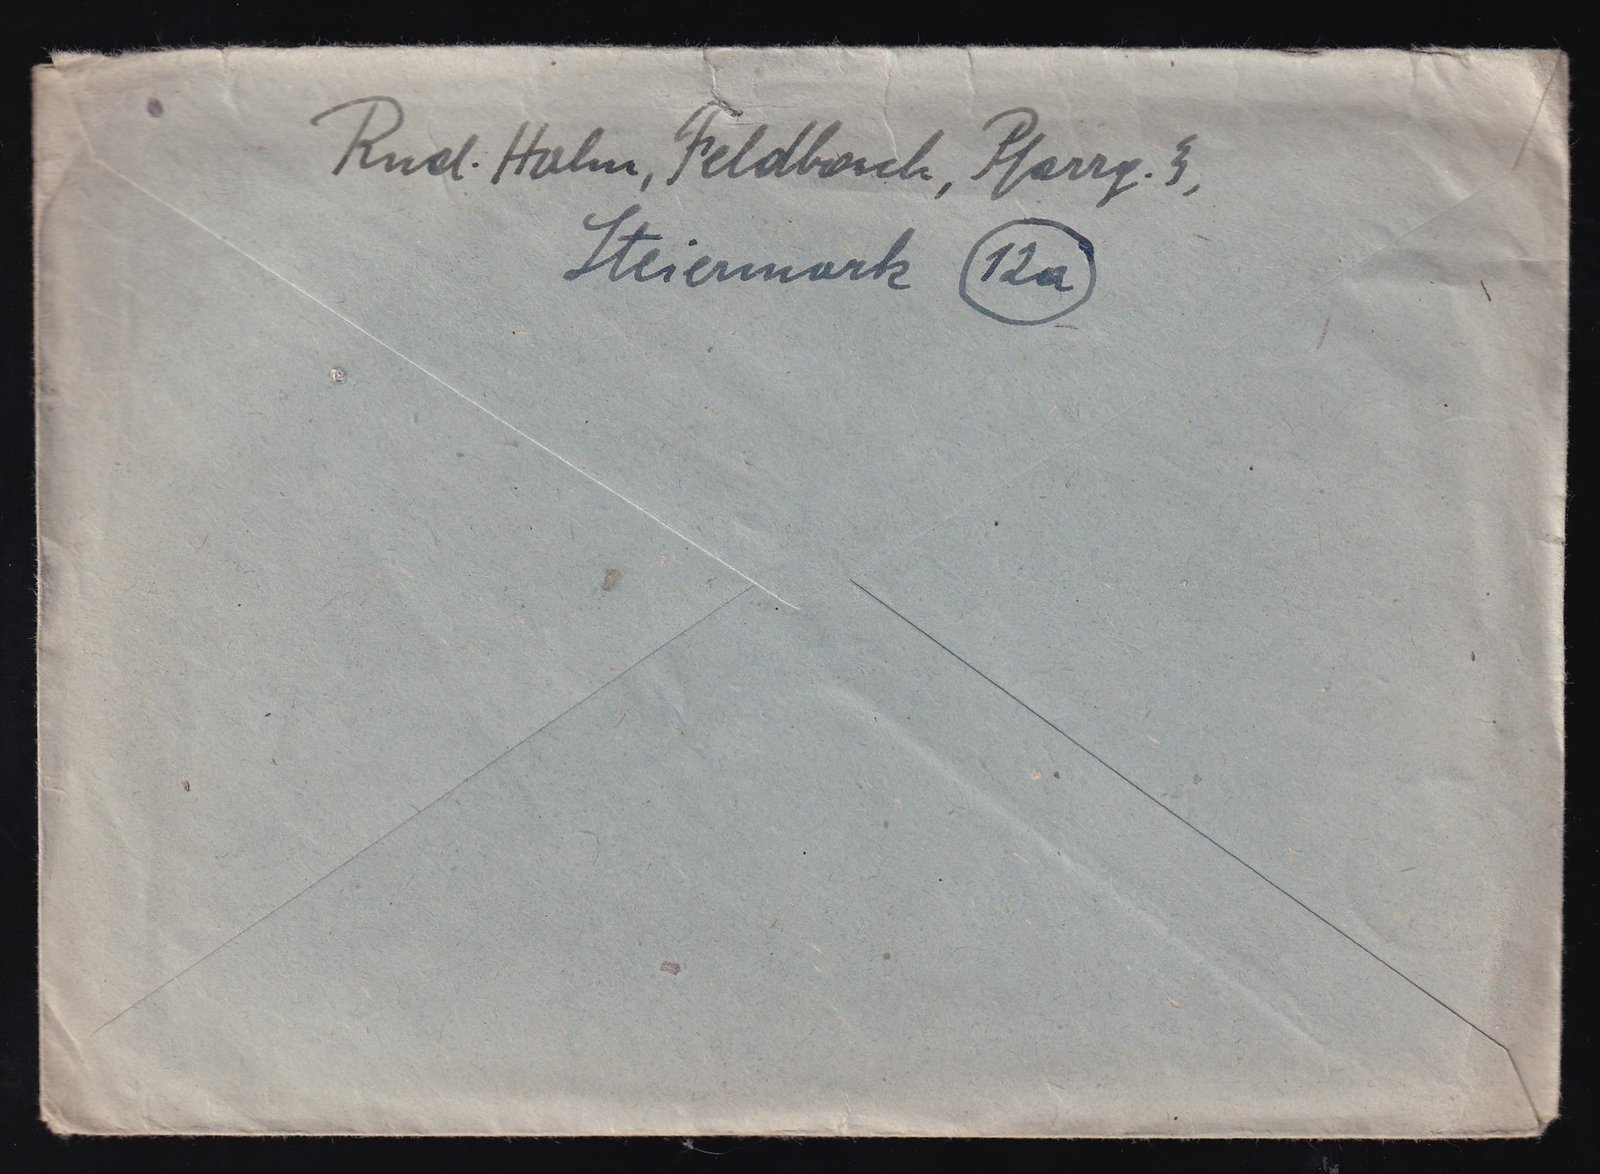 Rud. Hahn, Feldbach, Pfarrg. 3,
Steiermark 12a